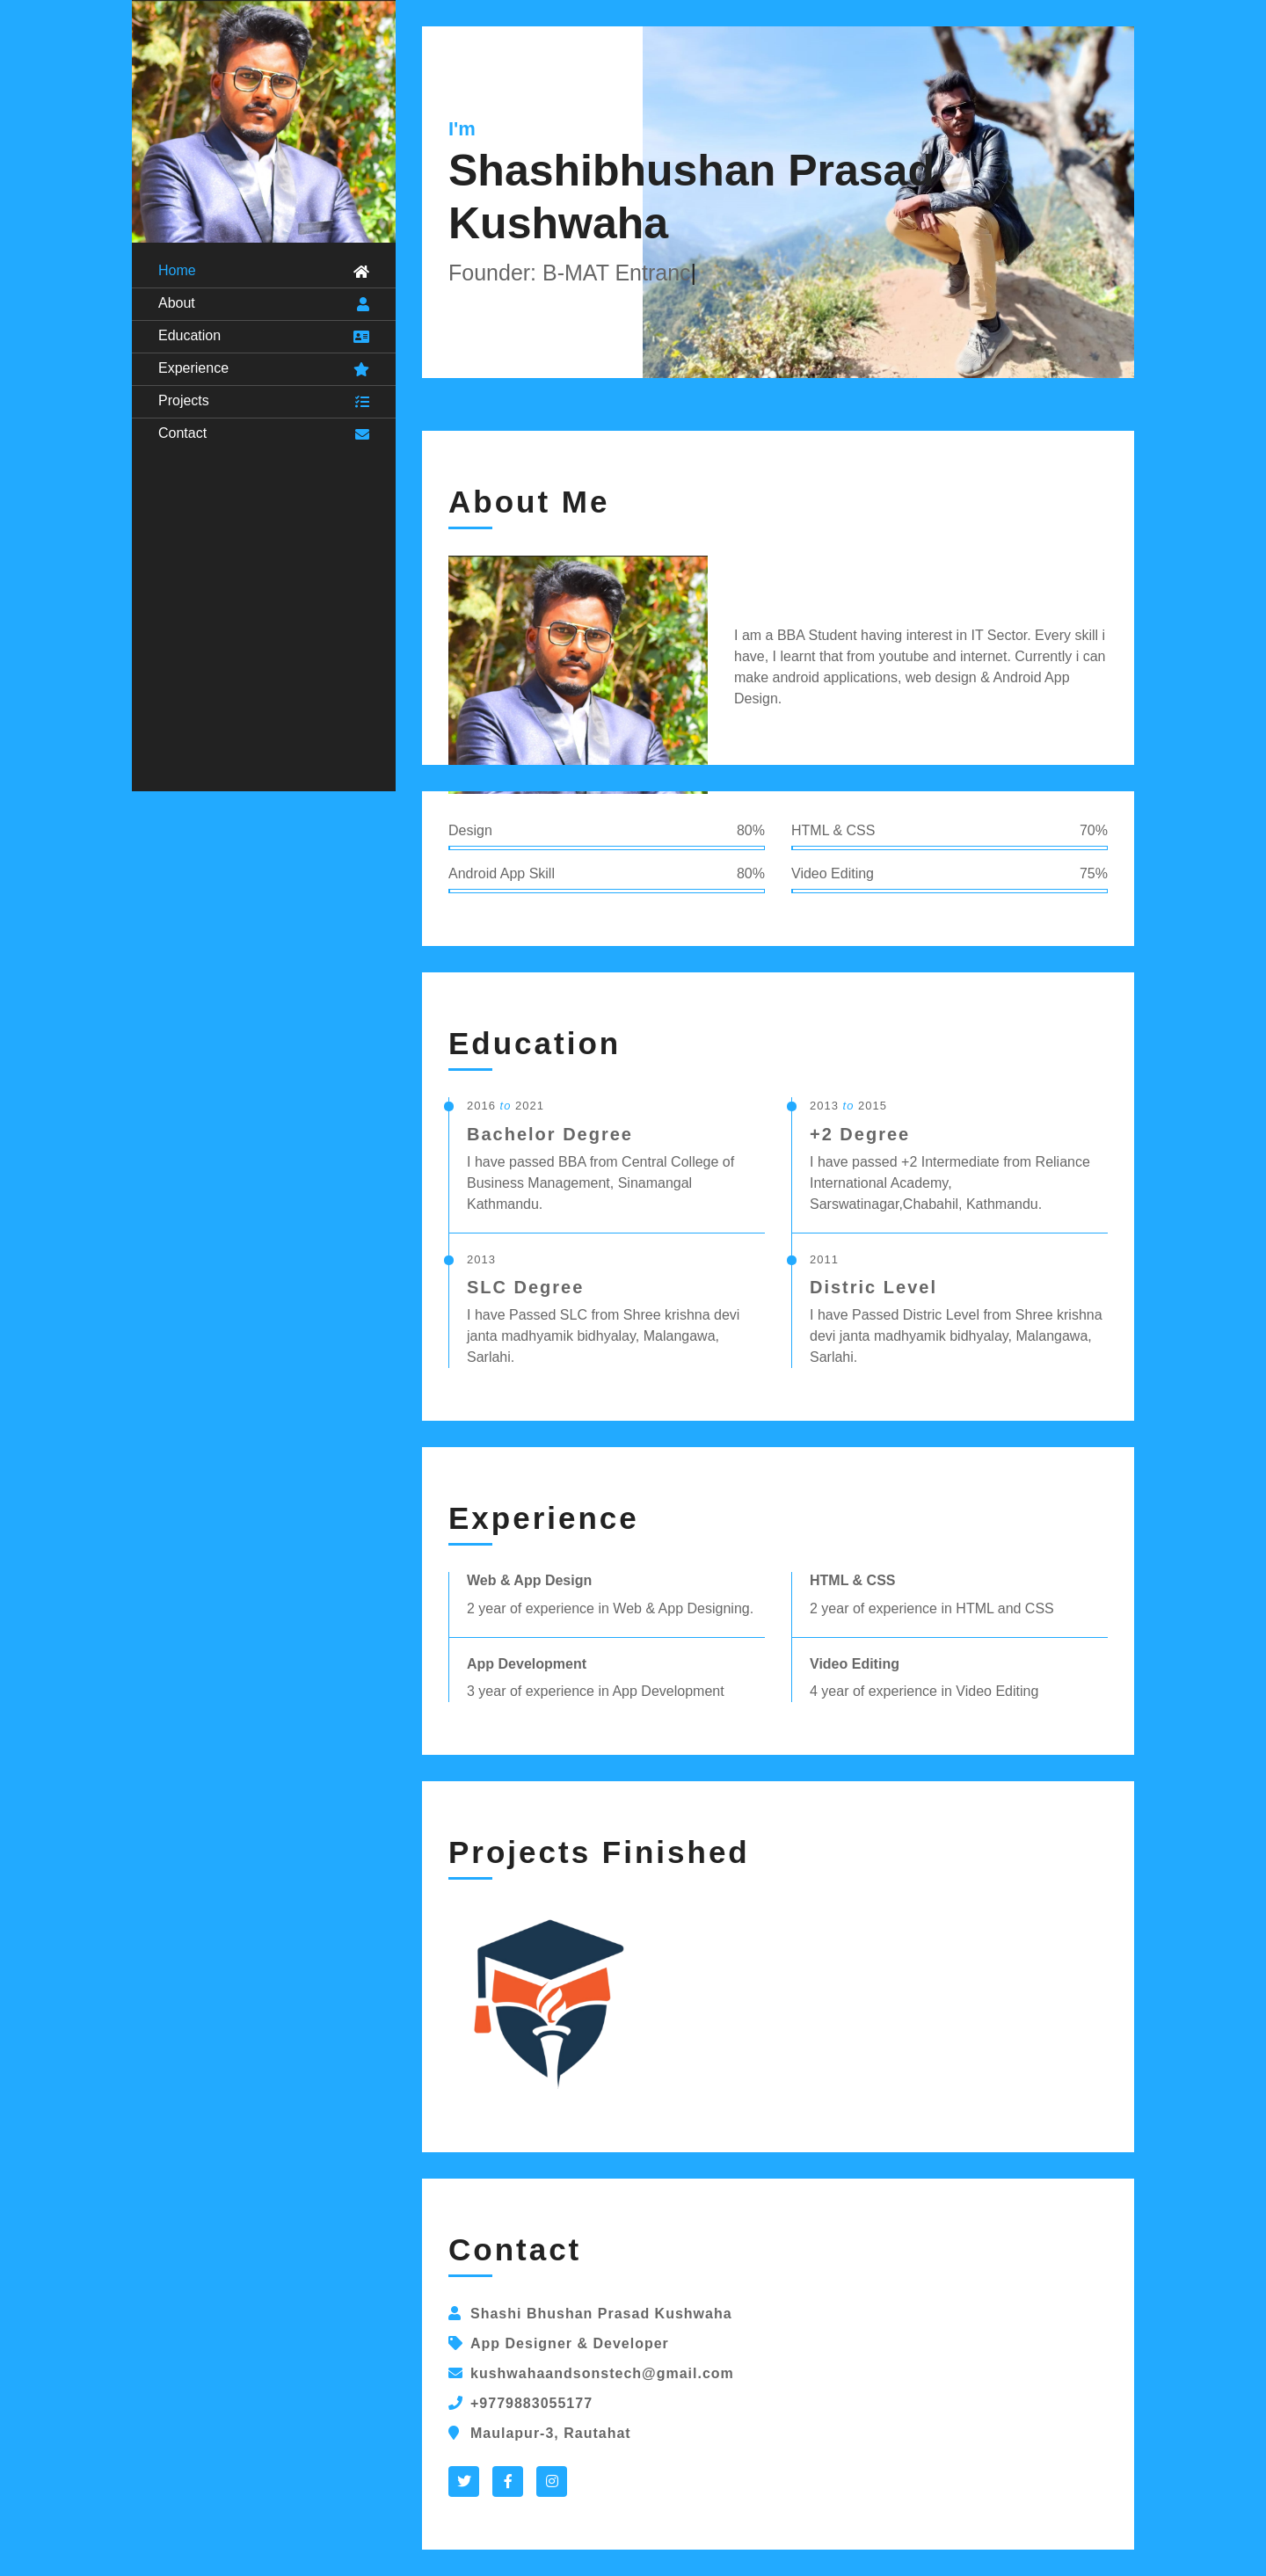 Home
About
Education
Experience
Projects
Contact
I'm
Shashibhushan Prasad
Kushwaha
Founder: B-MAT Entranc|
About Me
I am a BBA Student having interest in IT Sector. Every skill i
have, I learnt that from youtube and internet. Currently i can
make android applications, web design & Android App
Design.
Design 80%
HTML & CSS 70%
Android App Skill 80%
Video Editing 75%
Education
2016 to 2021
Bachelor Degree
I have passed BBA from Central College of
Business Management, Sinamangal
Kathmandu.
2013
SLC Degree
I have Passed SLC from Shree krishna devi
janta madhyamik bidhyalay, Malangawa,
Sarlahi.
2013 to 2015
+2 Degree
I have passed +2 Intermediate from Reliance
International Academy,
Sarswatinagar,Chabahil, Kathmandu.
2011
Distric Level
I have Passed Distric Level from Shree krishna
devi janta madhyamik bidhyalay, Malangawa,
Sarlahi.
Experience
Web & App Design
2 year of experience in Web & App Designing.
App Development
3 year of experience in App Development
HTML & CSS
2 year of experience in HTML and CSS
Video Editing
4 year of experience in Video Editing
Projects Finished
Contact
Shashi Bhushan Prasad Kushwaha
App Designer & Developer
kushwahaandsonstech@gmail.com
+9779883055177
Maulapur-3, Rautahat